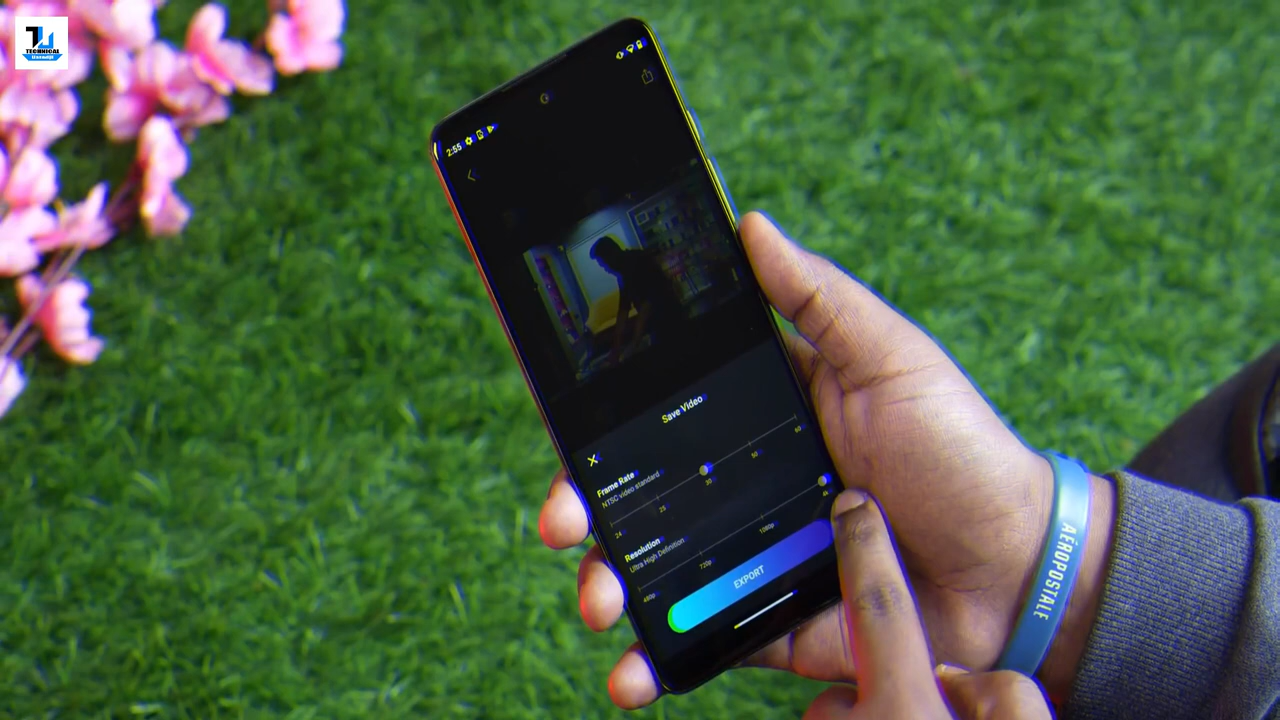 TECHNICAL
2:55
Save Video
Frame Rate
NTSC video standard
24
25
30
50
60
Resolution
Ultra High Definition
480p
720p
1080p
4k
EXPORT
AÉROPOSTALE